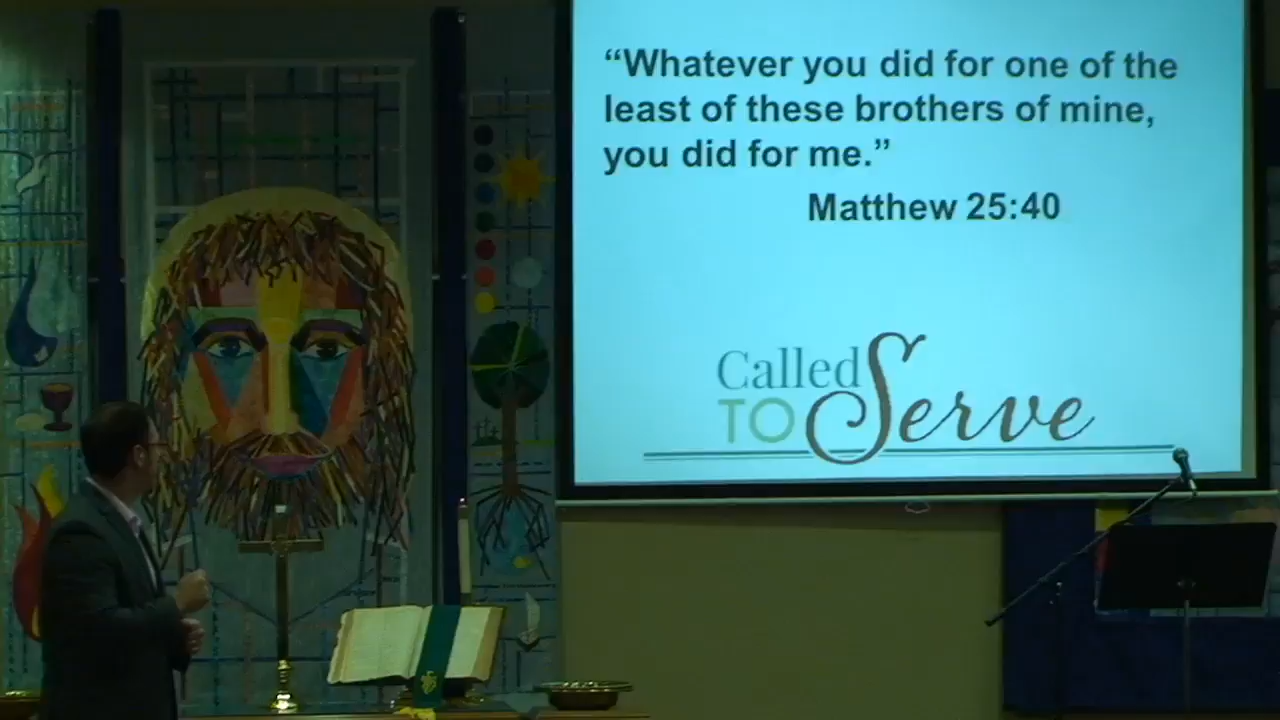 “Whatever you did for one of the
least of these brothers of mine,
you did for me.”
Matthew 25:40
Called
TO Serve